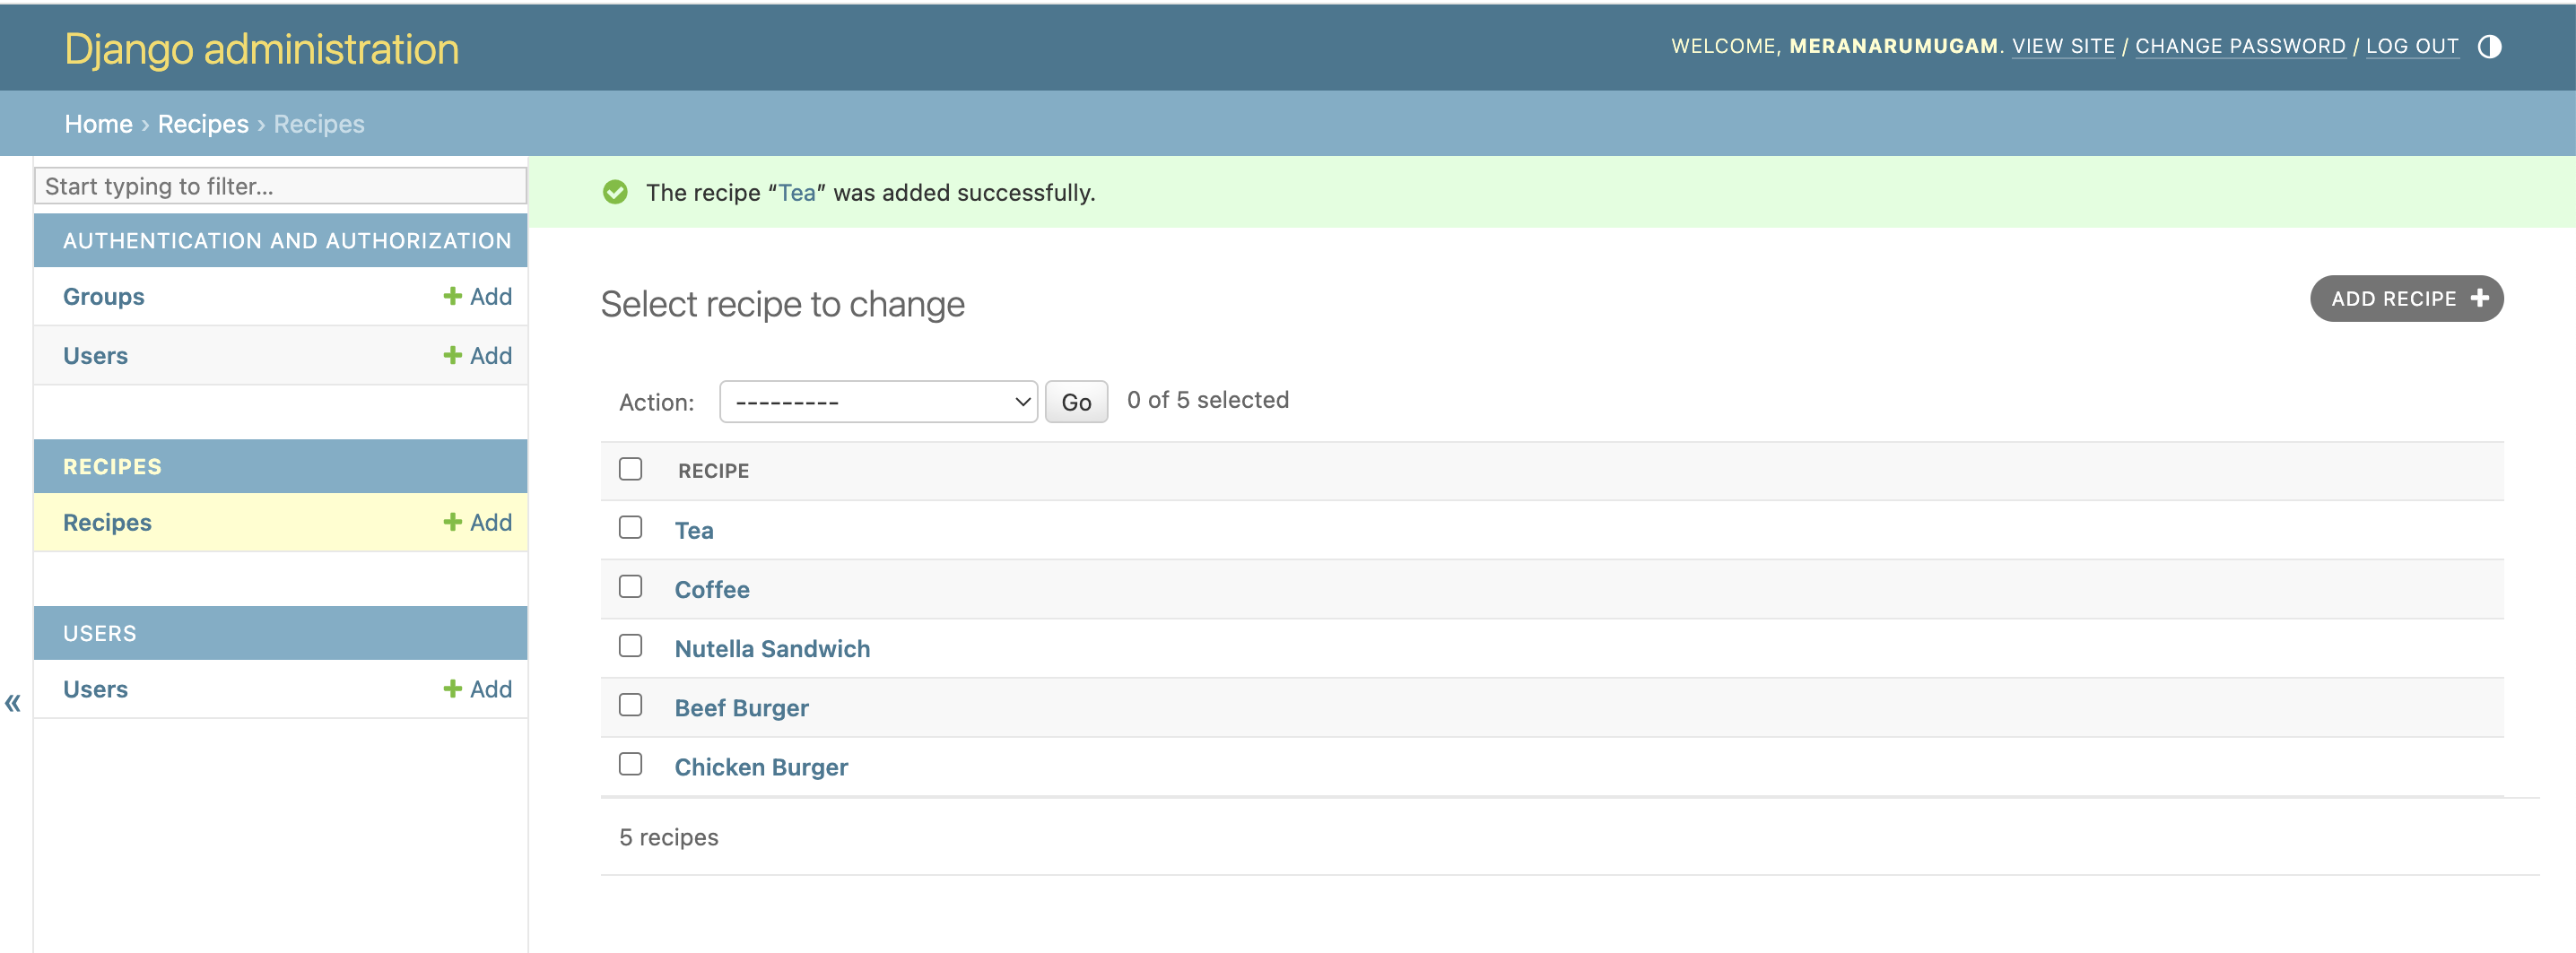 Django administration
WELCOME, MERANARUMUGAM. VIEW SITE / CHANGE PASSWORD / LOG OUT
Home › Recipes › Recipes
Start typing to filter...
AUTHENTICATION AND AUTHORIZATION
Groups + Add
Users + Add
RECIPES
Recipes + Add
USERS
Users + Add
«
The recipe “Tea” was added successfully.
Select recipe to change
ADD RECIPE +
Action: --------- Go 0 of 5 selected
RECIPE
Tea
Coffee
Nutella Sandwich
Beef Burger
Chicken Burger
5 recipes